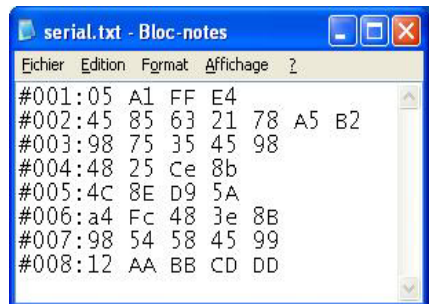 serial.txt - Bloc-notes
Fichier Edition Format Affichage ?
#001:05 A1 FF E4
#002:45 85 63 21 78 A5 B2
#003:98 75 35 45 98
#004:48 25 Ce 8b
#005:4C 8E D9 5A
#006:a4 Fc 48 3e 8B
#007:98 54 58 45 99
#008:12 AA BB CD DD